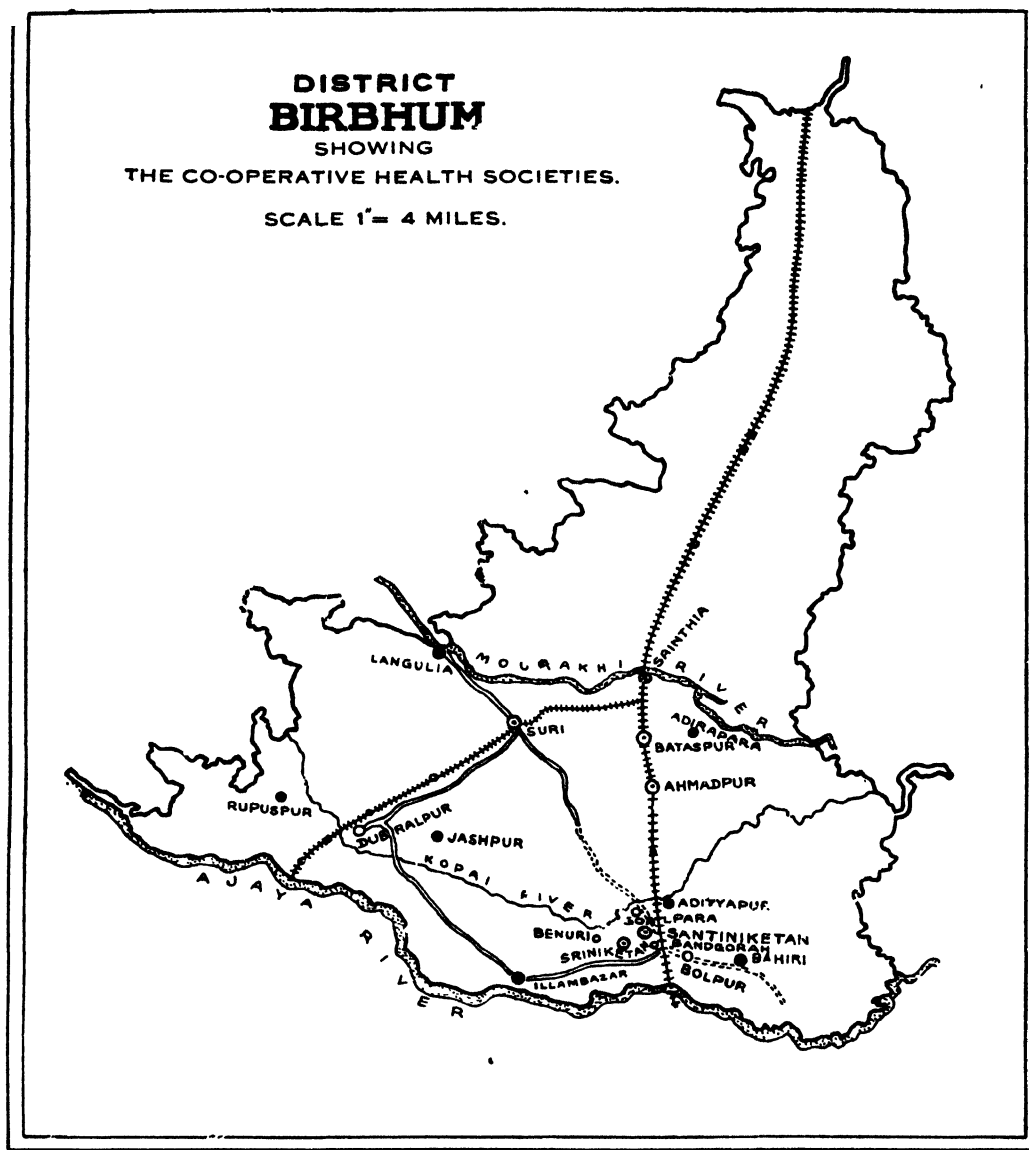 DISTRICT
BIRBHUM
SHOWING
THE CO-OPERATIVE HEALTH SOCIETIES.
SCALE 1"= 4 MILES.
SAINTHIA
LANGULIA
MOURAKHI RIVER
SURI
ADIRAPARA
BATASPUR
AHMADPUR
RUPUSPUR
DUBRALPUR
JASHPUR
KOPAI RIVER
AJAYA RIVER
ADITYAPUR.
SANTINIKETAN
BENURI
BANDGORAH
SRINIKETAN
BAHIRI
BOLPUR
ILLAMBAZAR